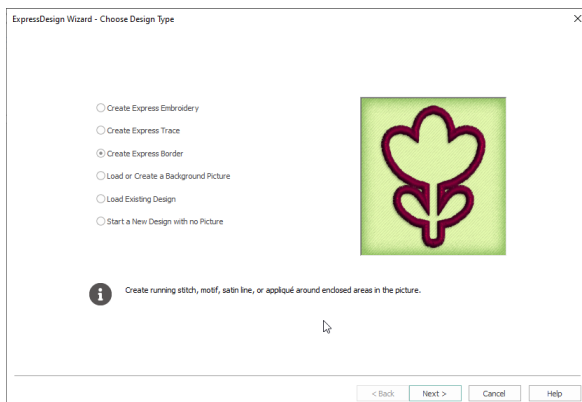 ExpressDesign Wizard - Choose Design Type
Create Express Embroidery
Create Express Trace
Create Express Border
Load or Create a Background Picture
Load Existing Design
Start a New Design with no Picture
Create running stitch, motif, satin line, or appliqué around enclosed areas in the picture.
< Back Next > Cancel Help